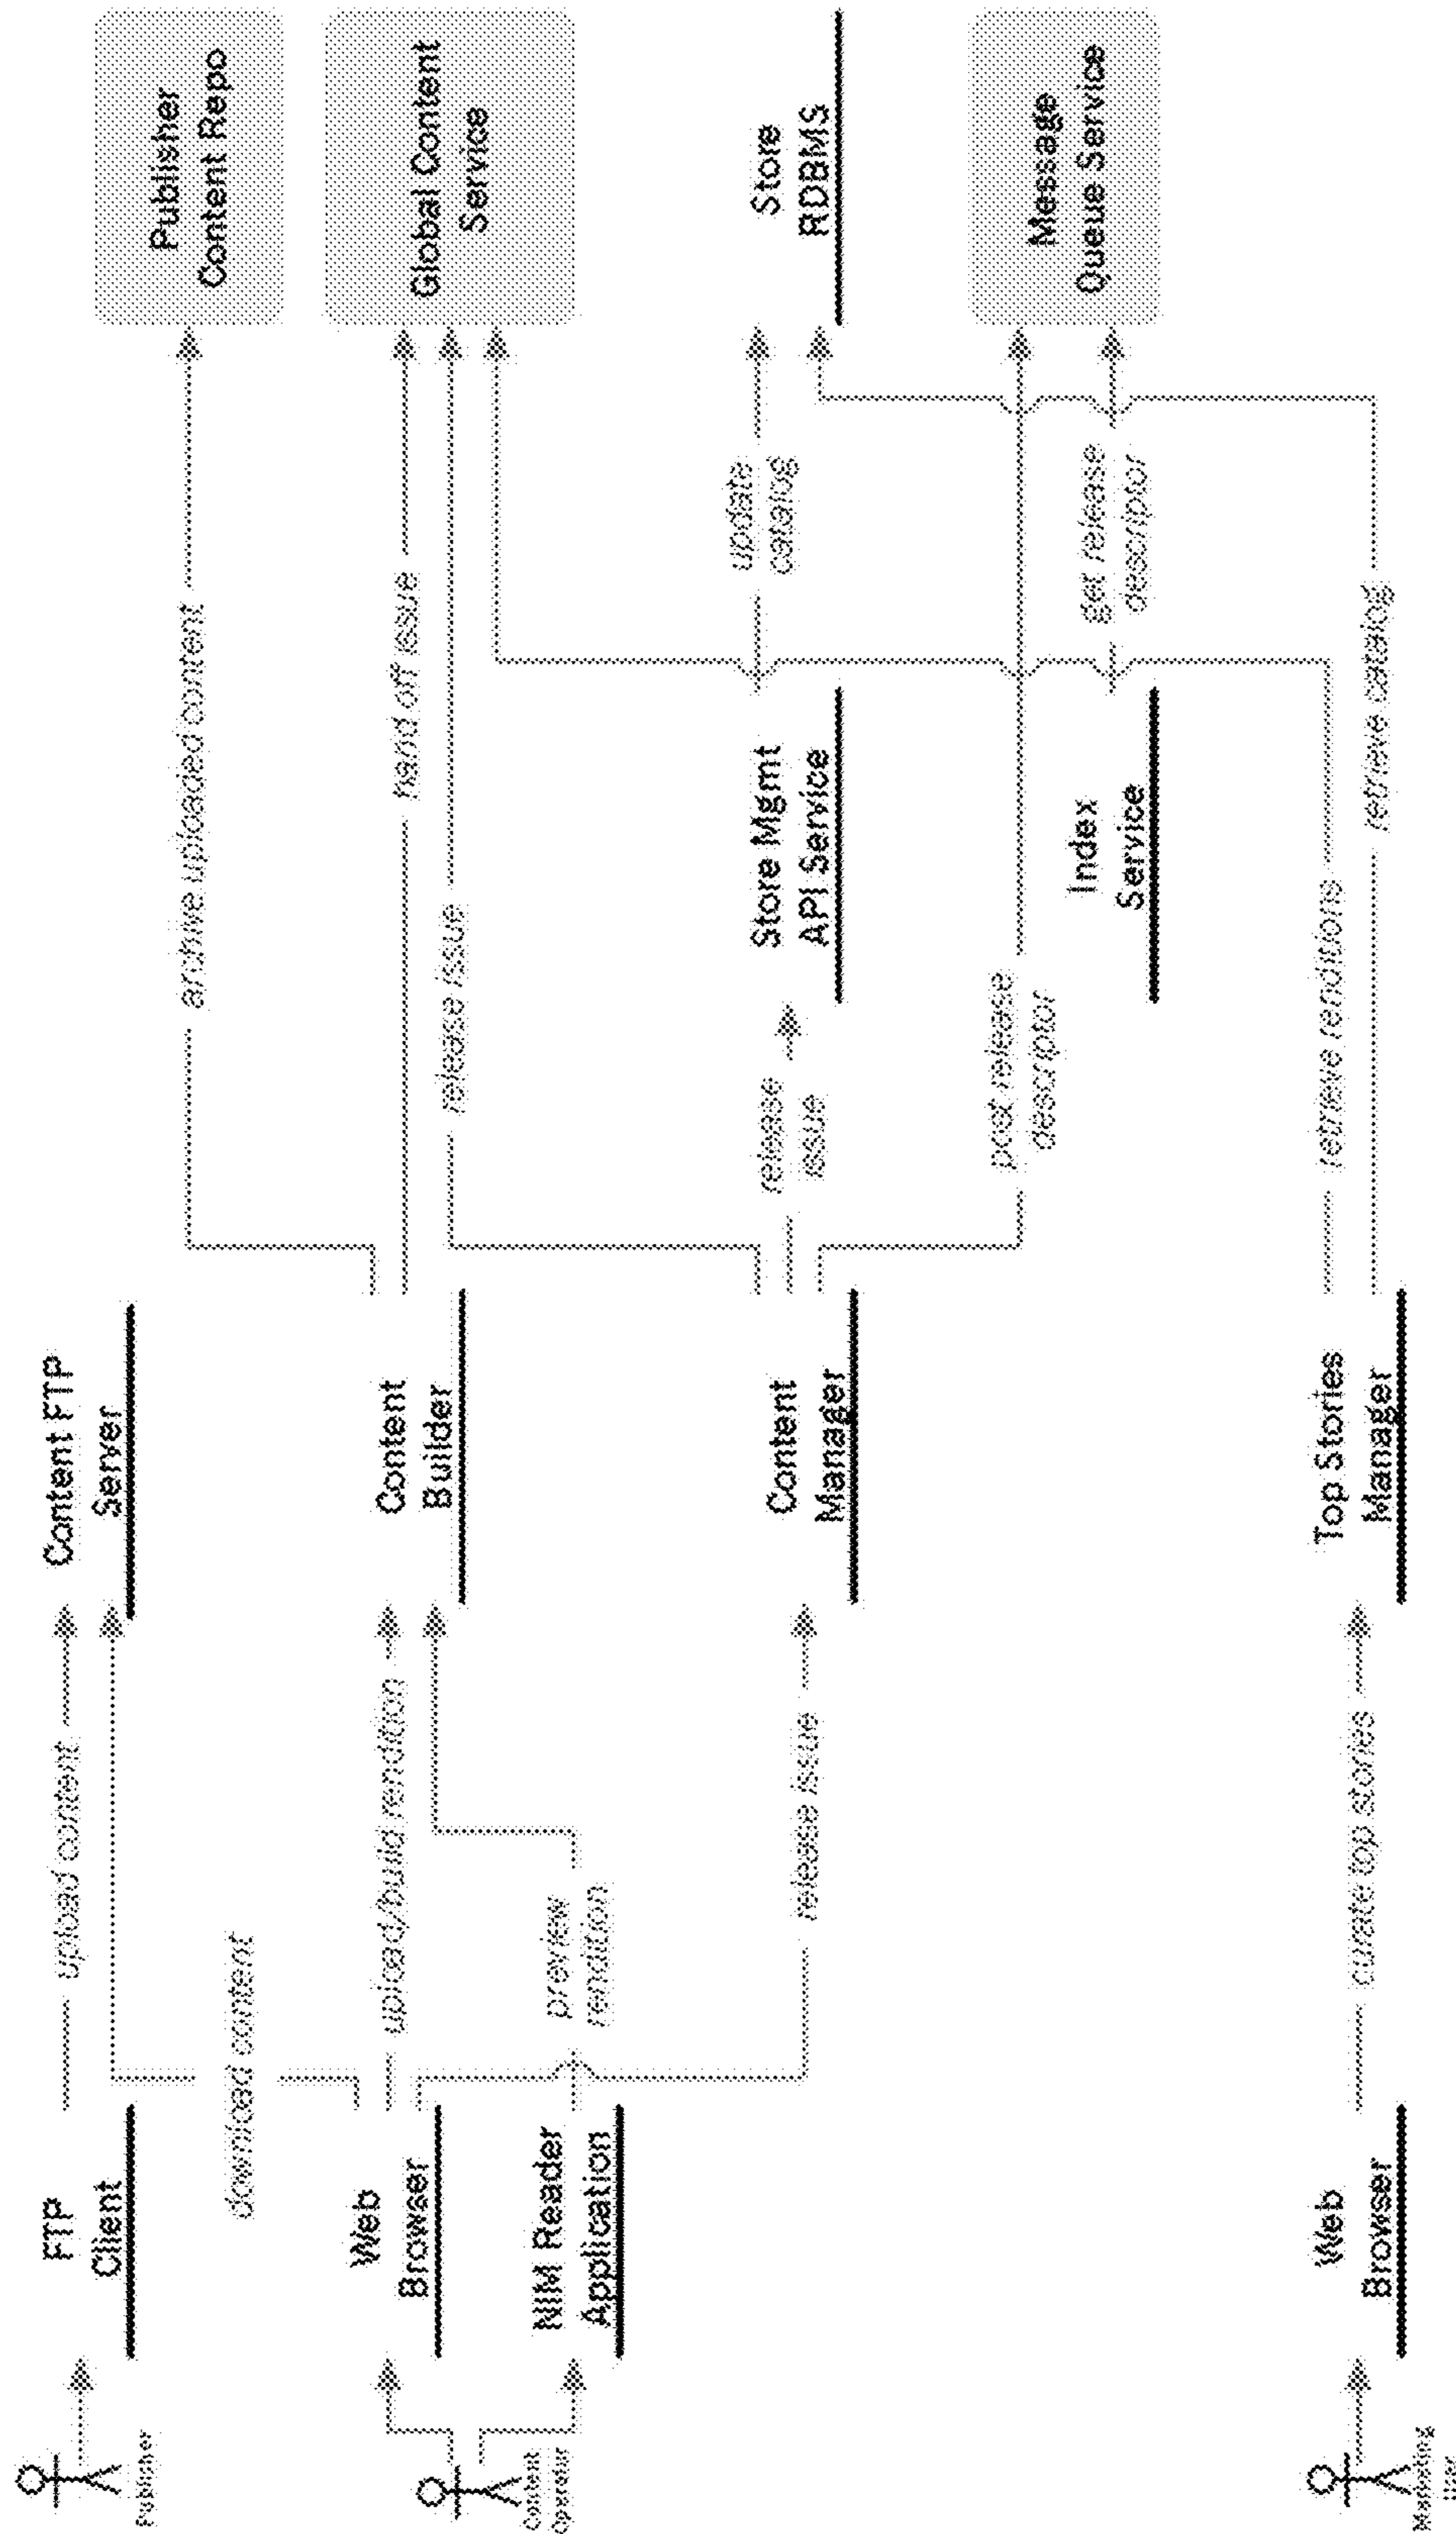 Publisher
FTP
Client
upload content
Content FTP
Server
archive uploaded content
Publisher
Content Repo
download content
Content
Operator
Web
Browser
upload/build rendition
Content
Builder
hand off issue
release issue
Global Content
Service
NIM Reader
Application
preview
rendition
release issue
Content
Manager
release
issue
Store Mgmt
API Service
update
catalog
Store
RDBMS
post release
descriptor
Index
Service
get release
descriptor
Message
Queue Service
Marketing
User
Web
Browser
curate top stories
Top Stories
Manager
retrieve renditions
retrieve catalog